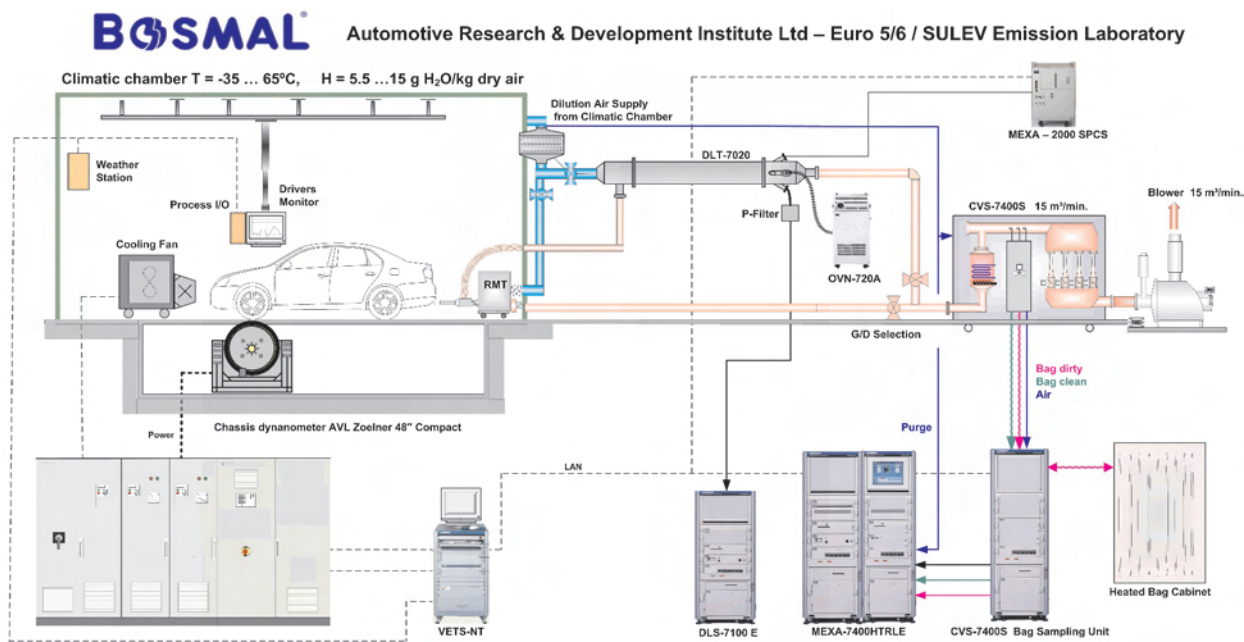 BOSMAL
Automotive Research & Development Institute Ltd – Euro 5/6 / SULEV Emission Laboratory
Climatic chamber T = -35 ... 65ºC, H = 5.5 ...15 g H₂O/kg dry air
Dilution Air Supply
from Climatic Chamber
MEXA – 2000 SPCS
DLT-7020
Weather
Station
Process I/O
Drivers
Monitor
Cooling Fan
RMT
P-Filter
OVN-720A
CVS-7400S 15 m³/min.
Blower 15 m³/min.
G/D Selection
Bag dirty
Bag clean
Air
Purge
Chassis dynanometer AVL Zoelner 48" Compact
Power
LAN
VETS-NT
DLS-7100 E
MEXA-7400HTRLE
CVS-7400S Bag Sampling Unit
Heated Bag Cabinet